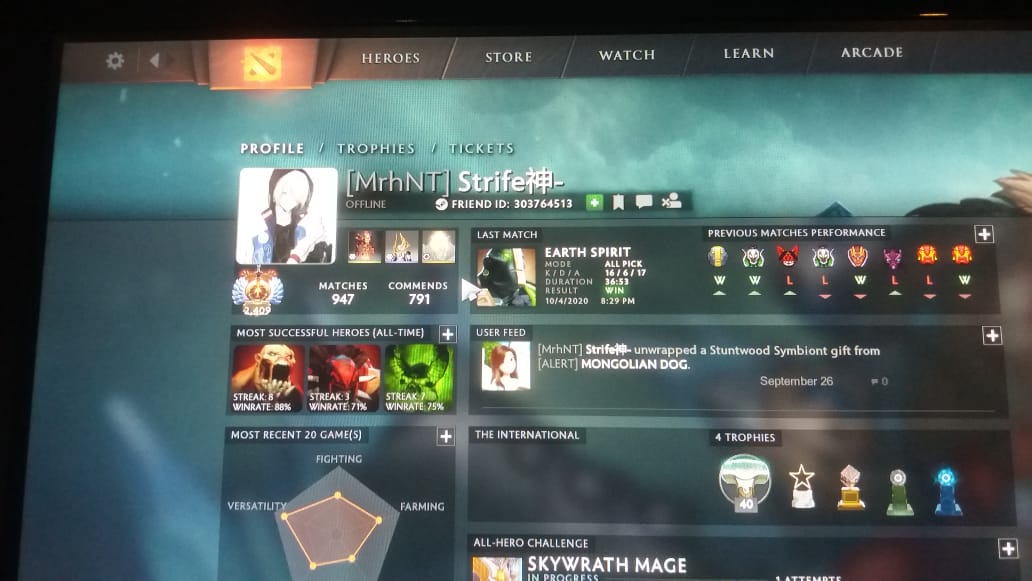 HEROES
STORE
WATCH
LEARN
ARCADE
PROFILE / TROPHIES / TICKETS
[MrhNT] Strife神-
OFFLINE
FRIEND ID: 303764513
2,409
MATCHES
947
COMMENDS
791
LAST MATCH
EARTH SPIRIT
MODE ALL PICK
K / D / A 16 / 6 / 17
DURATION 36:53
RESULT WIN
10/4/2020 8:29 PM
PREVIOUS MATCHES PERFORMANCE
W W L L W L L W
MOST SUCCESSFUL HEROES (ALL-TIME)
STREAK: 8
WINRATE: 88%
STREAK: 3
WINRATE: 71%
STREAK: 7
WINRATE: 75%
USER FEED
[MrhNT] Strife神- unwrapped a Stuntwood Symbiont gift from
[ALERT] MONGOLIAN DOG.
September 26
0
MOST RECENT 20 GAME(S)
FIGHTING
VERSATILITY
FARMING
THE INTERNATIONAL
4 TROPHIES
40
ALL-HERO CHALLENGE
SKYWRATH MAGE
IN PROGRESS
1 ATTEMPTS